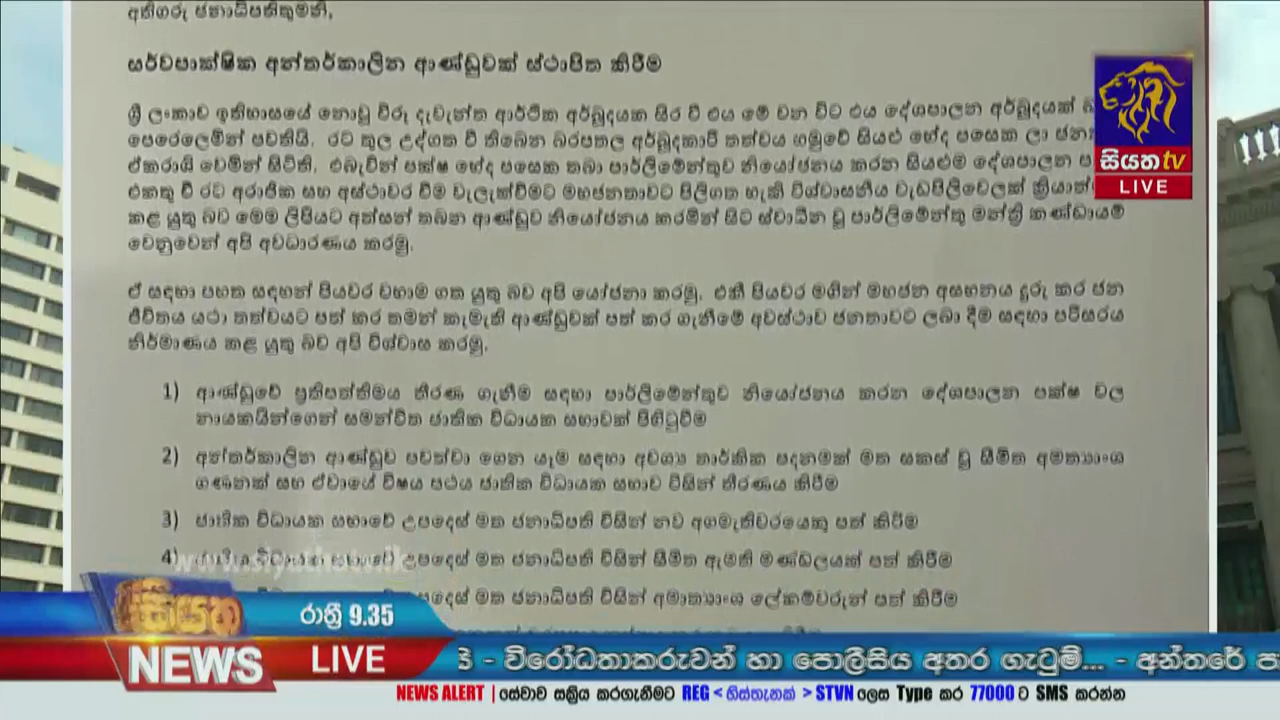 අතිගරු ජනාධිපතිතුමනි,
සර්වපාක්ෂික අන්තර්කාලීන ආණ්ඩුවක් ස්ථාපිත කිරීම
ශ්‍රී ලංකාව ඉතිහාසයේ නොවූ විරූ දැවැන්ත ආර්ථික අර්බුදයක සිර වී එය මේ වන විට එය දේශපාලන අර්බුදයක්
පෙරෙලෙමින් පවතියි. රට තුල උද්ගත වී තිබෙන බරපතල අර්බුදකාරී තත්වය හමුවේ සියළු භේද පසෙක ලා
ඒකරාශී වෙමින් සිටිති. එබැවින් පක්ෂ භේද පසෙක තබා පාර්ලිමේන්තුව නියෝජනය කරන සියළුම දේශපාලන
එකතු වී රට අරාජික සහ අස්ථාවර වීම වැලැක්වීමට මහජනතාවට පිළිගත හැකි විශ්වාසනීය වැඩපිලිවෙලක්
කළ යුතු බව මෙම ලිපියට අත්සන් තබන ආණ්ඩුව නියෝජනය කරමින් සිට ස්වාධීන වූ පාර්ලිමේන්තු මන්ත්‍රී කණ්ඩායම්
වෙනුවෙන් අපි අවධාරණය කරමු.
ඒ සඳහා පහත සඳහන් පියවර වහාම ගත යුතු බව අපි යෝජනා කරමු. එකී පියවර මගින් මහජන අසහනය දුරු කර ජන
ජීවිතය යථා තත්වයට පත් කර තමන් කැමැති ආණ්ඩුවක් පත් කර ගැනීමේ අවස්ථාව ජනතාවට ලබා දීම සඳහා පරිසරය
නිර්මාණය කළ යුතු බව අපි විශ්වාස කරමු.
1) ආණ්ඩුවේ ප්‍රතිපත්තිමය තීරණ ගැනීම සඳහා පාර්ලිමේන්තුව නියෝජනය කරන දේශපාලන පක්ෂ වල
නායකයින්ගෙන් සමන්විත ජාතික විධායක සභාවක් පිහිටුවීම
2) අන්තර්කාලීන ආණ්ඩුව පවත්වා ගෙන යෑම සඳහා අවශ්‍ය තාර්කික පදනමක් මත සකස් වූ සීමිත අමාත්‍යාංශ
ගණනක් සහ ඒවායේ විෂය පථය ජාතික විධායක සභාව විසින් තීරණය කිරීම
3) ජාතික විධායක සභාවේ උපදෙස් මත ජනාධිපති විසින් නව අගමැතිවරයෙකු පත් කිරීම
4) උපදෙස් මත ජනාධිපති විසින් සීමිත ඇමති මණ්ඩලයක් පත් කිරීම
මත ජනාධිපති විසින් අමාත්‍යාංශ ලේකම්වරුන් පත් කිරීම
සියත tv
LIVE
සියත
රාත්‍රී 9.35
NEWS LIVE
- විරෝධතාකරුවන් හා පොලීසිය අතර ගැටුම්... - අන්තරේ
NEWS ALERT | සේවාව සක්‍රිය කරගැනීමට REG < හිස්තැනක් > STVN ලෙස Type කර 77000 ට SMS කරන්න